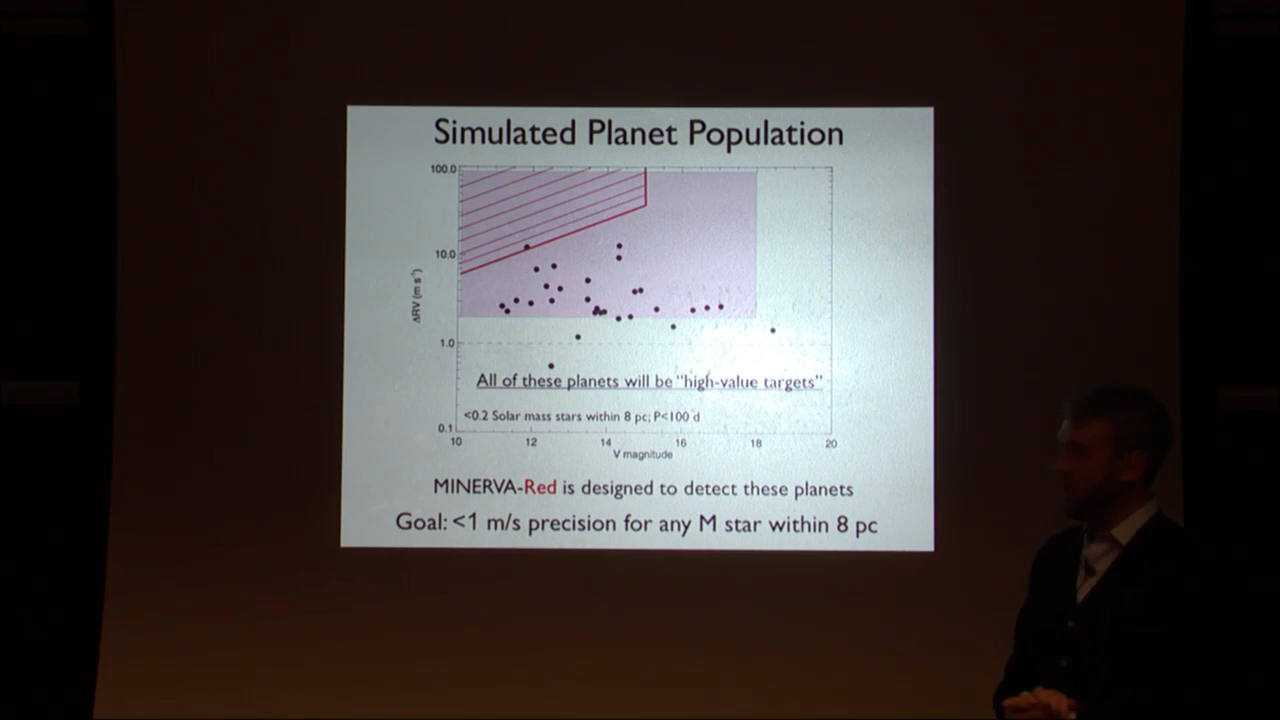 Simulated Planet Population
100.0
10.0
1.0
0.1
ΔRV (m s⁻¹)
All of these planets will be "high-value targets"
<0.2 Solar mass stars within 8 pc; P<100 d
10 12 14 16 18 20
V magnitude
MINERVA-Red is designed to detect these planets
Goal: <1 m/s precision for any M star within 8 pc